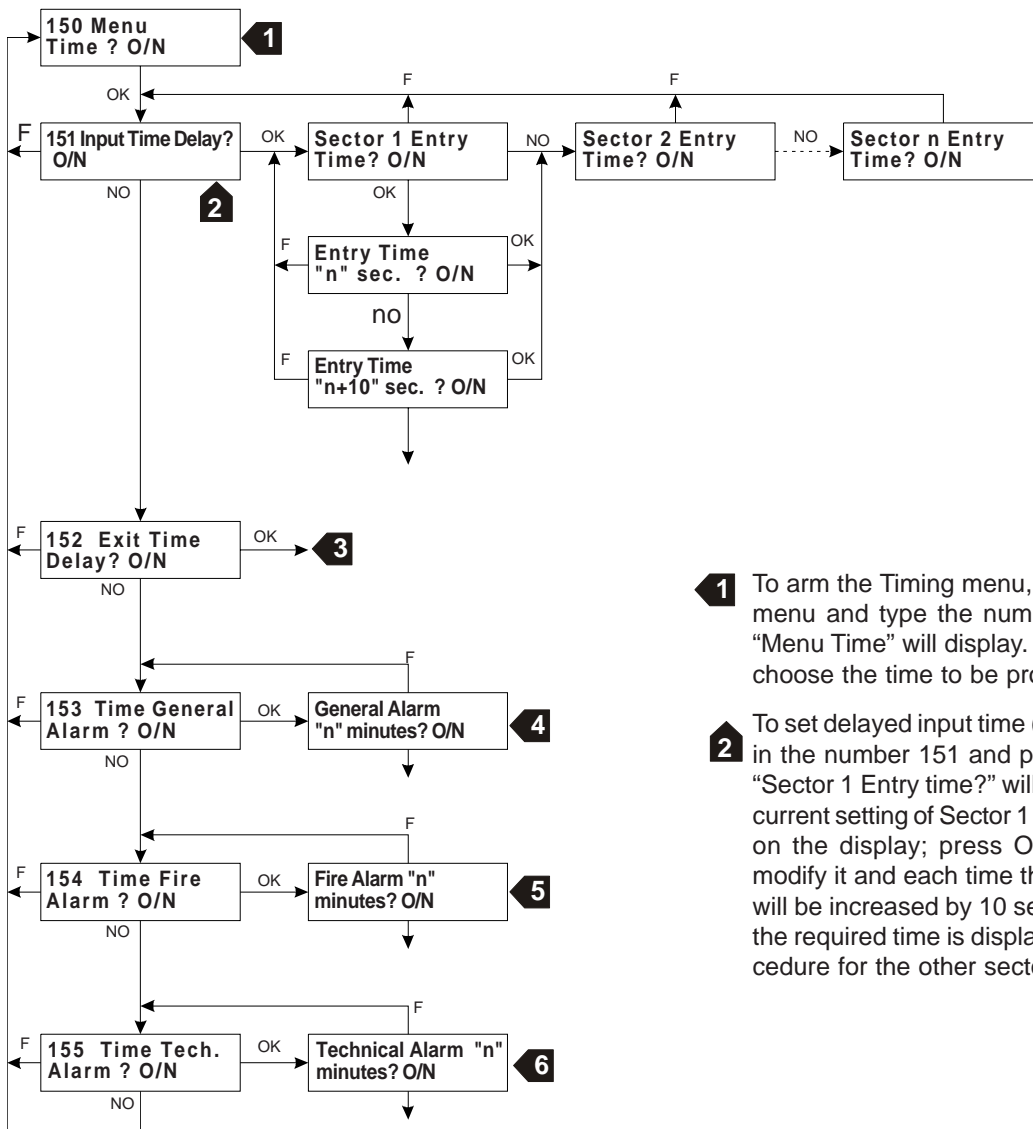 150 Menu
Time ? O/N
1
OK
F
F
F
151 Input Time Delay?
O/N
OK
Sector 1 Entry
Time? O/N
NO
Sector 2 Entry
Time? O/N
NO
Sector n Entry
Time? O/N
NO
2
OK
F
Entry Time
"n" sec. ? O/N
OK
no
F
Entry Time
"n+10" sec. ? O/N
OK
F
152 Exit Time
Delay? O/N
OK
3
NO
F
F
153 Time General
Alarm ? O/N
OK
General Alarm
"n" minutes? O/N
4
NO
F
F
154 Time Fire
Alarm ? O/N
OK
Fire Alarm "n"
minutes? O/N
5
NO
F
F
155 Time Tech.
Alarm ? O/N
OK
Technical Alarm "n"
minutes? O/N
6
NO
1 To arm the Timing menu,
menu and type the num
“Menu Time” will display.
choose the time to be pro
2 To set delayed input time
in the number 151 and p
“Sector 1 Entry time?” wil
current setting of Sector 1
on the display; press O
modify it and each time th
will be increased by 10 se
the required time is displa
cedure for the other sect